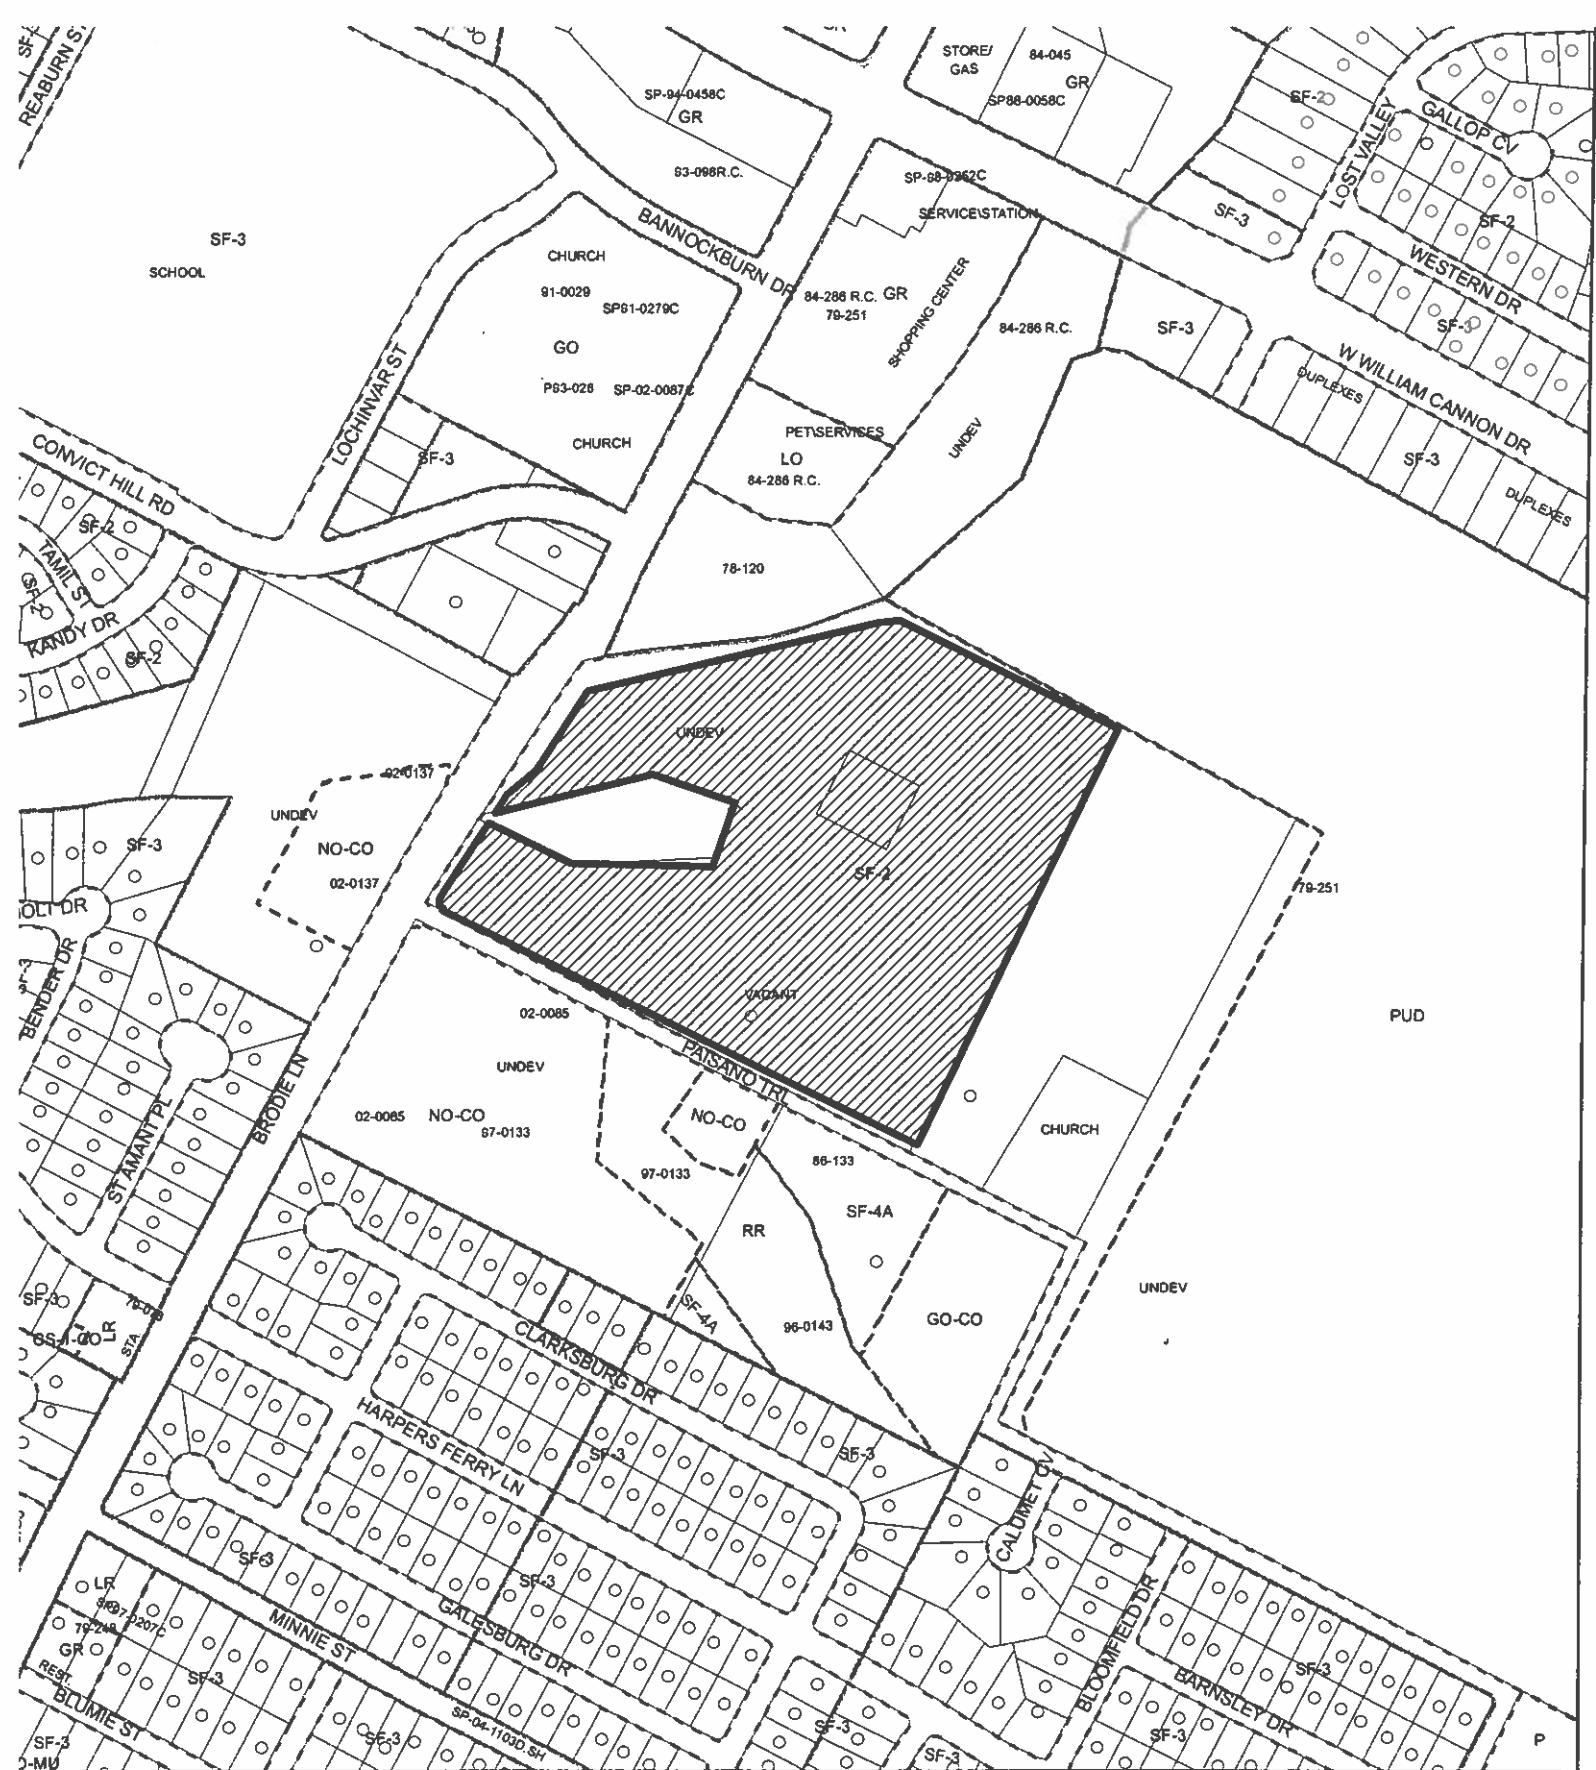 REABURN ST
SF-3
SCHOOL
STORE/
GAS
84-045
GR
SP88-0058C
SP-94-0458C
GR
93-098R.C.
SF-2
LOST VALLEY
GALLOP CV
SF-2
SF-3
WESTERN DR
SF-3
W WILLIAM CANNON DR
SF-3
DUPLEXES
SF-3
DUPLEXES
SERVICE\STATION
BANNOCKBURN DR
CHURCH
91-0029
SP91-0279C
GO
P93-026
SP-02-0087C
CHURCH
84-286 R.C.
GR
79-251
SHOPPING CENTER
84-286 R.C.
UNDEV
PET\SERVICES
LO
84-286 R.C.
LOCHINVAR ST
SF-3
CONVICT HILL RD
SF-2
TAMIL ST
SF-2
KANDY DR
SF-2
78-120
UNDEV
SF-2
VACANT
92-0137
UNDEV
NO-CO
02-0137
SF-3
BENDER DR
ST AMANT PL
BRODIE LN
02-0085
UNDEV
02-0085
NO-CO
97-0133
PAISANO TRL
NO-CO
97-0133
86-133
SF-4A
RR
SF-4A
96-0143
GO-CO
CHURCH
79-251
PUD
UNDEV
SF-3
LR
STA
CLARKSBURG DR
HARPERS FERRY LN
SF-3
SF-3
SF-3
SF-3
GALESBURG DR
MINNIE ST
LR
GR
REST.
SF-3
BLUMIE ST
SF-3
SF-3
SP-04-1103D.SH
CALUMET CV
BLOOMFIELD DR
BARNSLEY DR
SF-3
SF-3
SF-3
SF-3
P